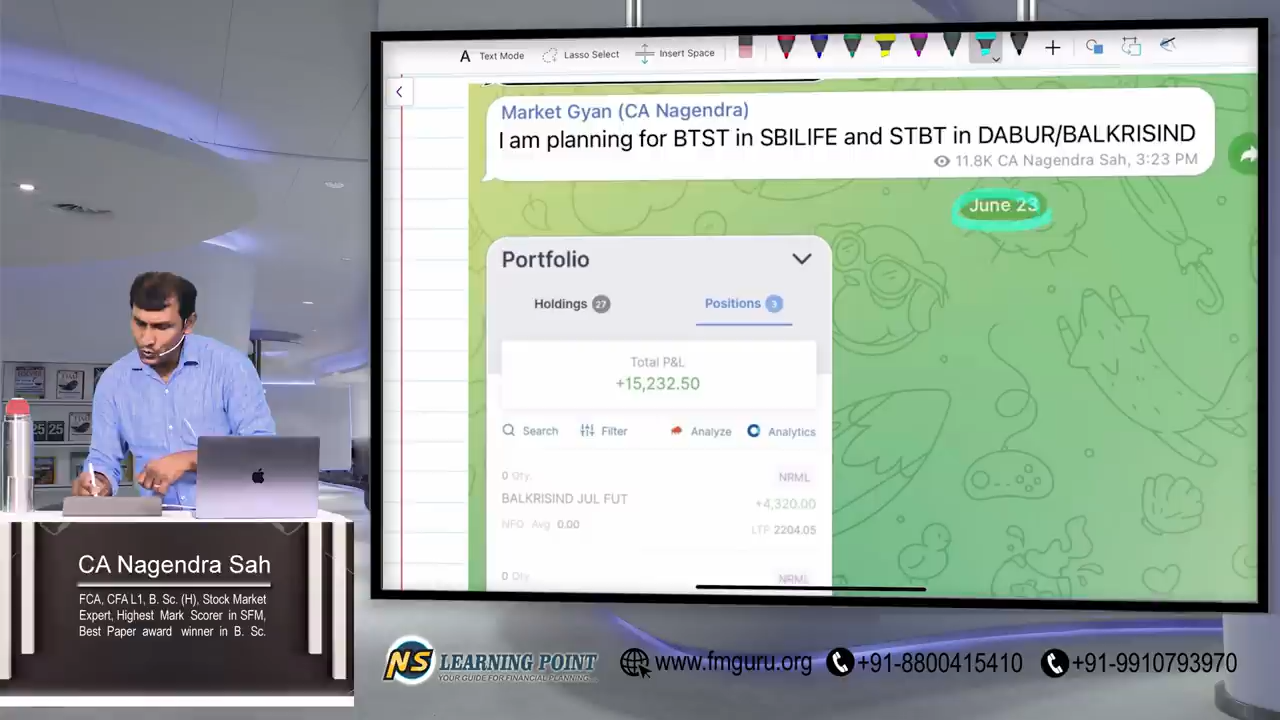 Text Mode
Lasso Select
Insert Space
Market Gyan (CA Nagendra)
I am planning for BTST in SBILIFE and STBT in DABUR/BALKRISIND
11.8K CA Nagendra Sah, 3:23 PM
June 23
Portfolio
Holdings 27
Positions 3
Total P&L
+15,232.50
Search
Filter
Analyze
Analytics
0 Qty.
NRML
BALKRISIND JUL FUT
+4,320.00
NFO Avg 0.00
LTP 2204.05
0 Qty.
NRML
CA Nagendra Sah
FCA, CFA L1, B. Sc. (H), Stock Market
Expert, Highest Mark Scorer in SFM,
Best Paper award winner in B. Sc.
NS LEARNING POINT
YOUR GUIDE FOR FINANCIAL PLANNING...
www.fmguru.org
+91-8800415410
+91-9910793970